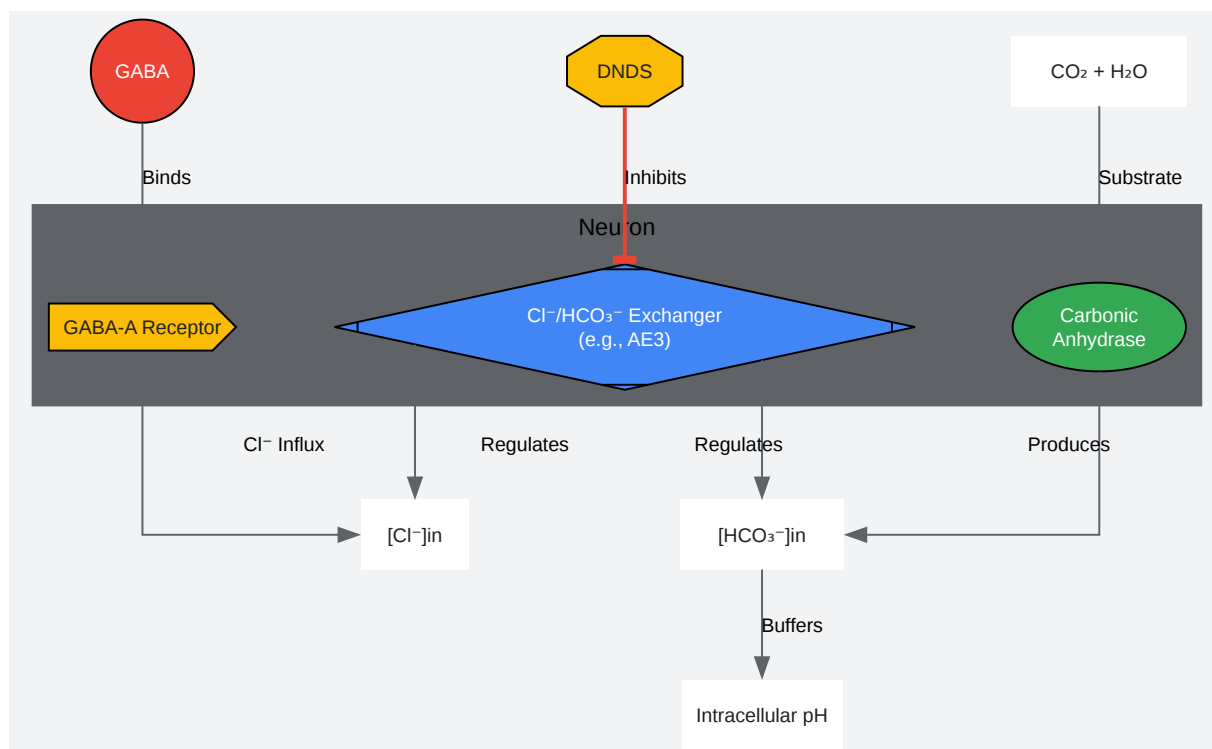 GABA
DNDS
CO₂ + H₂O
Binds
Inhibits
Substrate
Neuron
GABA-A Receptor
Cl⁻/HCO₃⁻ Exchanger
(e.g., AE3)
Carbonic
Anhydrase
Cl⁻ Influx
Regulates
Regulates
Produces
[Cl⁻]in
[HCO₃⁻]in
Buffers
Intracellular pH